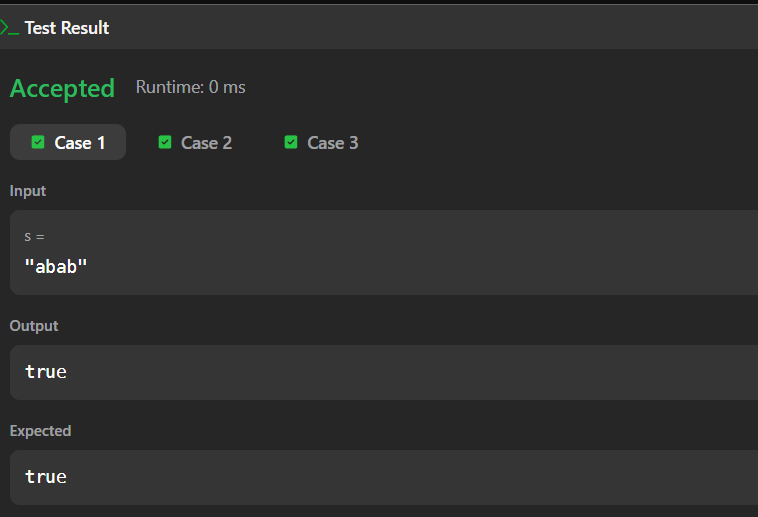 Test Result
Accepted Runtime: 0 ms
Case 1 Case 2 Case 3
Input
s =
"abab"
Output
true
Expected
true